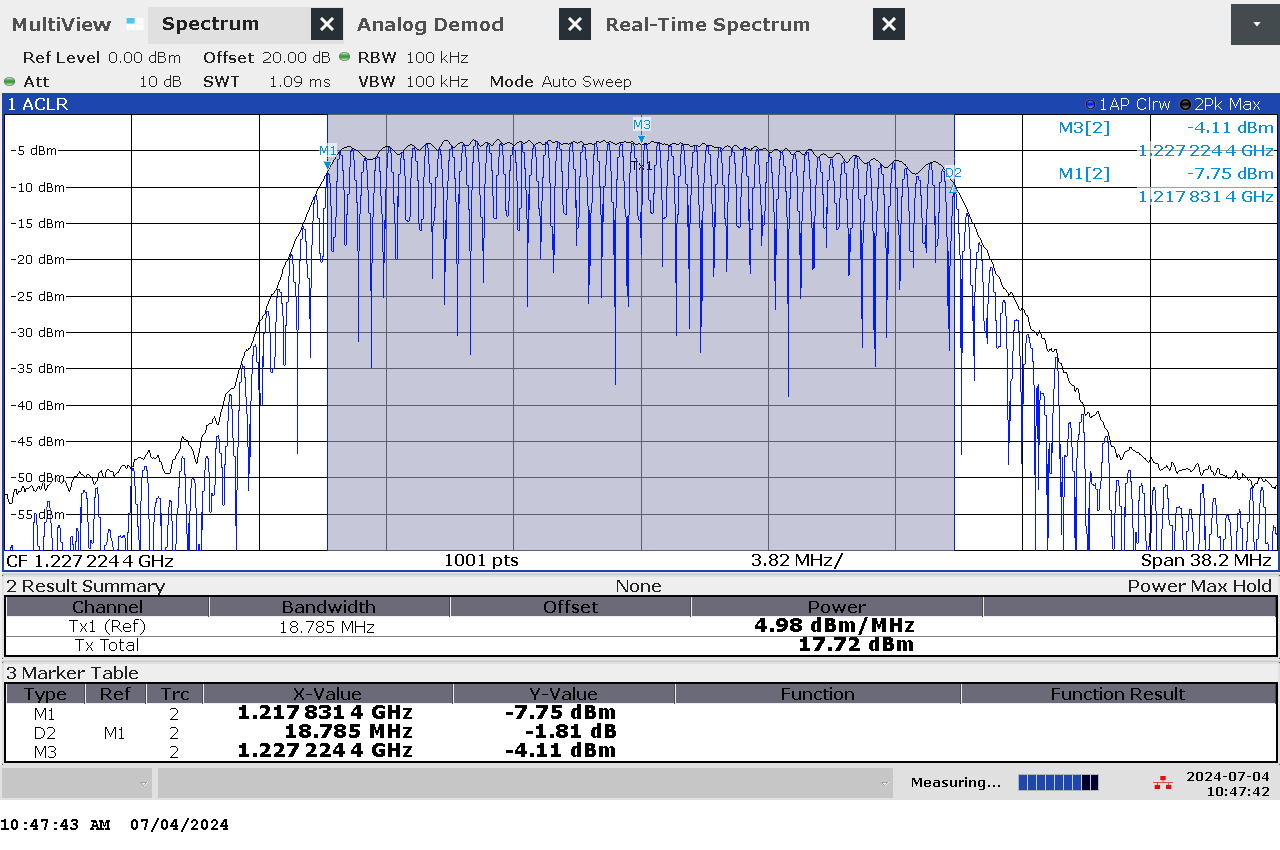 MultiView Spectrum Analog Demod Real-Time Spectrum
Ref Level 0.00 dBm Offset 20.00 dB RBW 100 kHz
Att 10 dB SWT 1.09 ms VBW 100 kHz Mode Auto Sweep
1 ACLR 1AP Clrw 2Pk Max
M3[2] -4.11 dBm
1.227 224 4 GHz
M1[2] -7.75 dBm
1.217 831 4 GHz
M3
M1
Tx1
D2
-5 dBm
-10 dBm
-15 dBm
-20 dBm
-25 dBm
-30 dBm
-35 dBm
-40 dBm
-45 dBm
-50 dBm
-55 dBm
CF 1.227 224 4 GHz 1001 pts 3.82 MHz/ Span 38.2 MHz
2 Result Summary None Power Max Hold
Channel Bandwidth Offset Power
Tx1 (Ref) 18.785 MHz 4.98 dBm/MHz
Tx Total 17.72 dBm
3 Marker Table
Type Ref Trc X-Value Y-Value Function Function Result
M1 2 1.217 831 4 GHz -7.75 dBm
D2 M1 2 18.785 MHz -1.81 dB
M3 2 1.227 224 4 GHz -4.11 dBm
Measuring... 2024-07-04
10:47:42
10:47:43 AM 07/04/2024